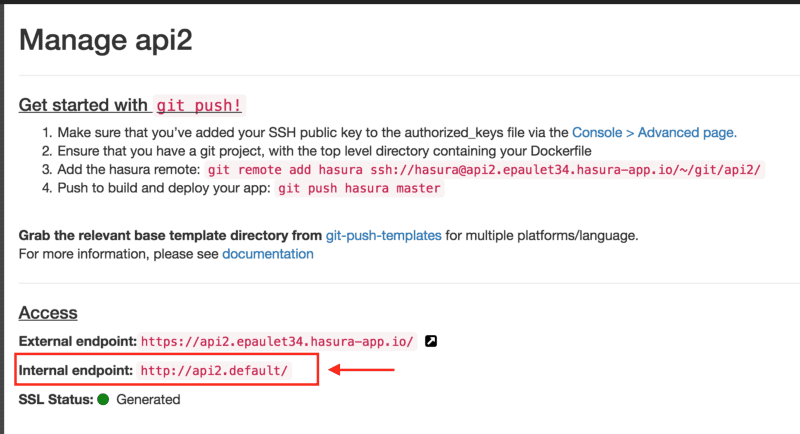 Manage api2
Get started with git push!
1. Make sure that you've added your SSH public key to the authorized_keys file via the Console > Advanced page.
2. Ensure that you have a git project, with the top level directory containing your Dockerfile
3. Add the hasura remote: git remote add hasura ssh://hasura@api2.epaulet34.hasura-app.io/~/git/api2/
4. Push to build and deploy your app: git push hasura master
Grab the relevant base template directory from git-push-templates for multiple platforms/language.
For more information, please see documentation
Access
External endpoint: https://api2.epaulet34.hasura-app.io/
Internal endpoint: http://api2.default/
SSL Status: Generated